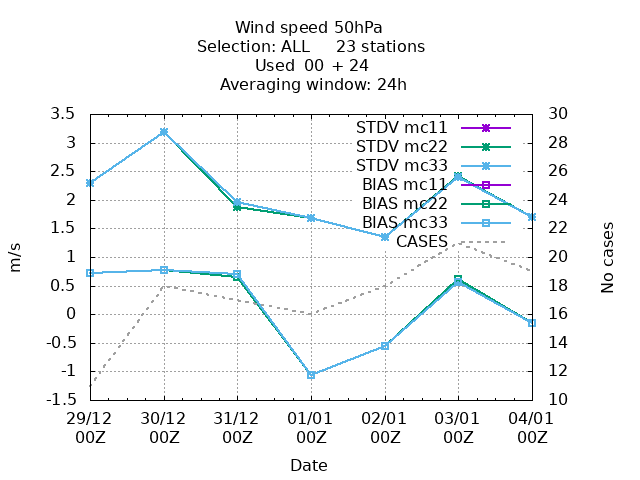 Wind speed 50hPa
Selection: ALL     23 stations
Used  00  + 24
Averaging window: 24h
3.5
3
2.5
2
1.5
1
0.5
0
-0.5
-1
-1.5
m/s
30
28
26
24
22
20
18
16
14
12
10
No cases
STDV mc11
STDV mc22
STDV mc33
BIAS mc11
BIAS mc22
BIAS mc33
CASES
29/12 30/12 31/12 01/01 02/01 03/01 04/01
00Z 00Z 00Z 00Z 00Z 00Z 00Z
Date